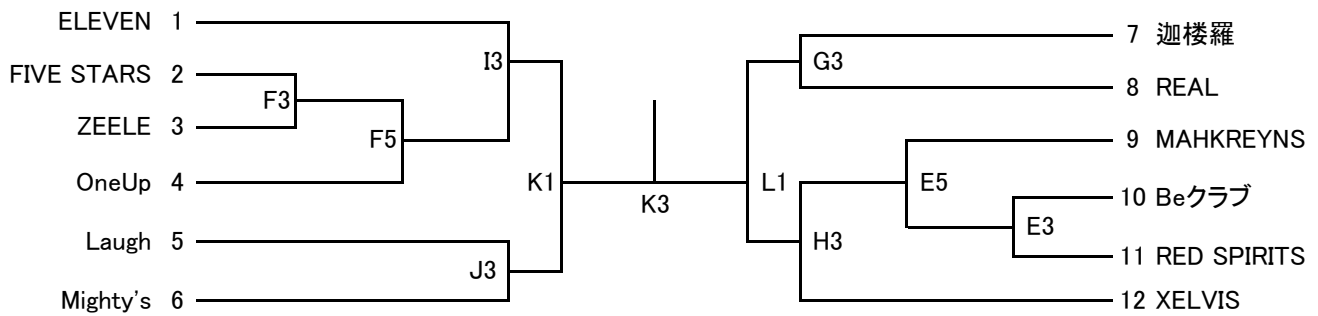 ELEVEN 1
FIVE STARS 2
ZEELE 3
OneUp 4
Laugh 5
Mighty's 6
F3
F5
I3
J3
K1
K3
L1
G3
H3
E5
E3
7 迦楼羅
8 REAL
9 MAHKREYNS
10 Beクラブ
11 RED SPIRITS
12 XELVIS